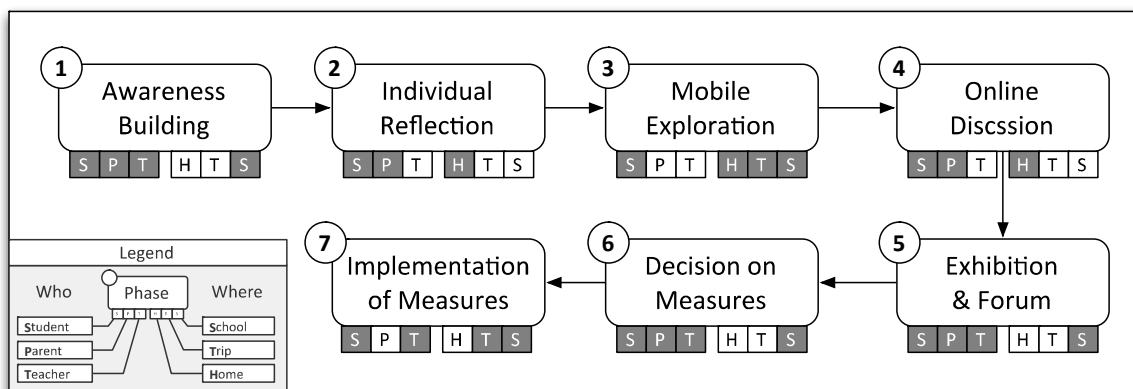 1
Awareness
Building
S P T H T S
2
Individual
Reflection
S P T H T S
3
Mobile
Exploration
S P T H T S
4
Online
Discssion
S P T H T S
7
Implementation
of Measures
S P T H T S
6
Decision on
Measures
S P T H T S
5
Exhibition
& Forum
S P T H T S
Legend
Who
Phase
Where
S P T H T S
Student
School
Parent
Trip
Teacher
Home